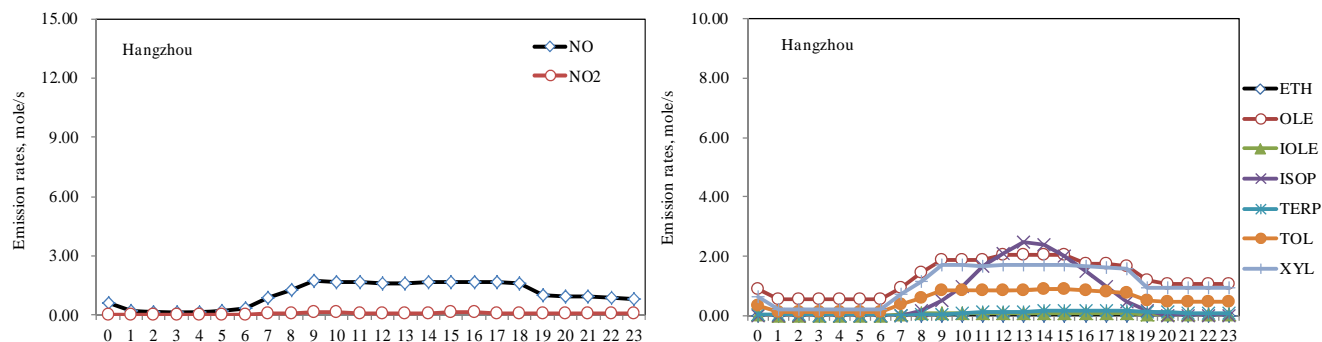 Emission rates, mole/s
15.00
12.00
9.00
6.00
3.00
0.00
Hangzhou
NO
NO2
0 1 2 3 4 5 6 7 8 9 10 11 12 13 14 15 16 17 18 19 20 21 22 23
Emission rates, mole/s
10.00
8.00
6.00
4.00
2.00
0.00
Hangzhou
0 1 2 3 4 5 6 7 8 9 10 11 12 13 14 15 16 17 18 19 20 21 22 23
ETH
OLE
IOLE
ISOP
TERP
TOL
XYL